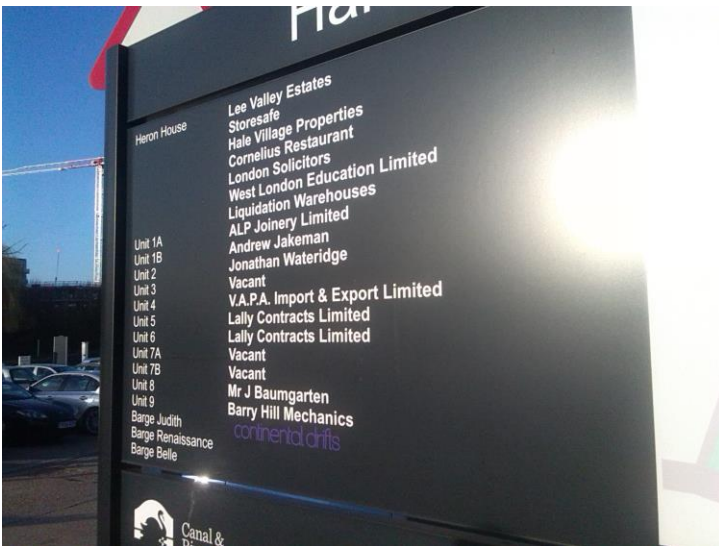 Ha
Heron House Lee Valley Estates
Storesafe
Hale Village Properties
Cornelius Restaurant
London Solicitors
Unit 1A West London Education Limited
Unit 1B Liquidation Warehouses
Unit 2 ALP Joinery Limited
Unit 3 Andrew Jakeman
Unit 4 Jonathan Wateridge
Unit 5 Vacant
Unit 6 V.A.P.A. Import & Export Limited
Unit 7A Lally Contracts Limited
Unit 7B Lally Contracts Limited
Unit 8 Vacant
Unit 9 Vacant
Barge Judith Mr J Baumgarten
Barge Renaissance Barry Hill Mechanics
Barge Belle continental drifts
Canal &